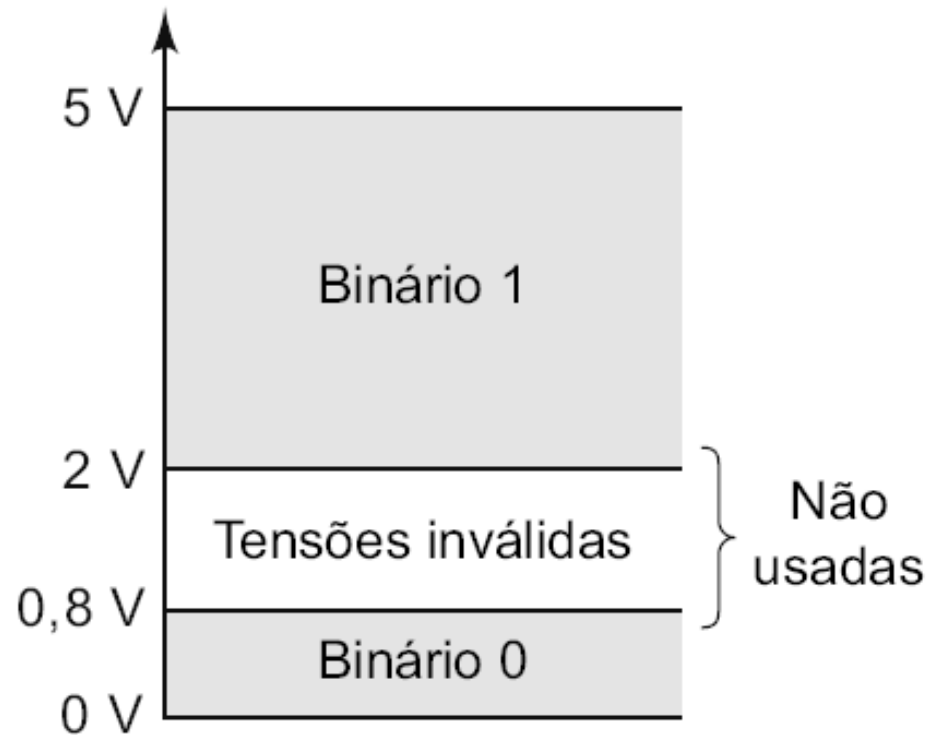 5 V
Binário 1
2 V
Tensões inválidas
Não
usadas
0,8 V
Binário 0
0 V